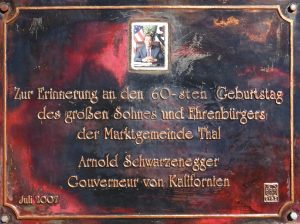 Zur Erinnerung an den 60-sten Geburtstag
des großen Sohnes und Ehrenbürgers
der Marktgemeinde Thal
Arnold Schwarzenegger
Gouverneur von Kalifornien
Juli 2007